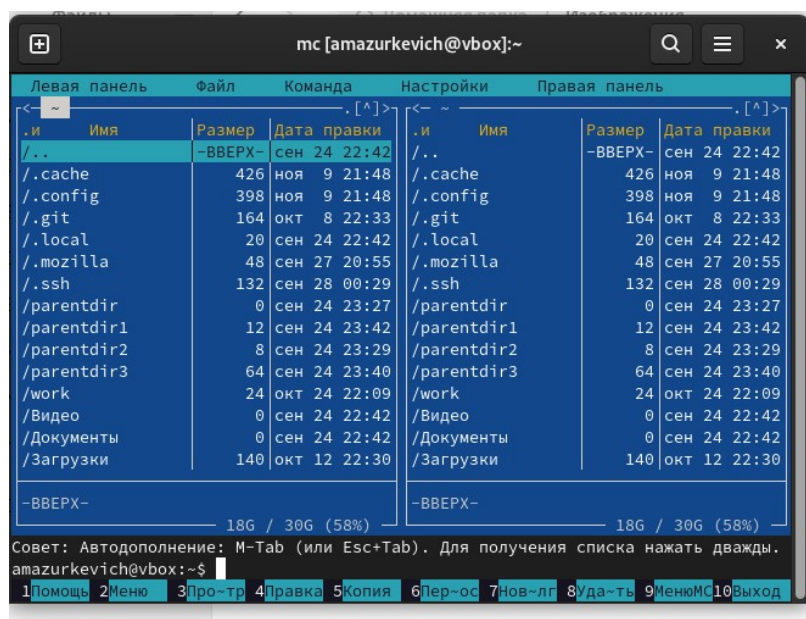 mc [amazurkevich@vbox]:~
Левая панель Файл Команда Настройки Правая панель
<— ~ .[^]> <— ~ .[^]>
.и Имя Размер Дата правки .и Имя Размер Дата правки
/.. -ВВЕРХ- сен 24 22:42 /.. -ВВЕРХ- сен 24 22:42
/.cache 426 ноя 9 21:48 /.cache 426 ноя 9 21:48
/.config 398 ноя 9 21:48 /.config 398 ноя 9 21:48
/.git 164 окт 8 22:33 /.git 164 окт 8 22:33
/.local 20 сен 24 22:42 /.local 20 сен 24 22:42
/.mozilla 48 сен 27 20:55 /.mozilla 48 сен 27 20:55
/.ssh 132 сен 28 00:29 /.ssh 132 сен 28 00:29
/parentdir 0 сен 24 23:27 /parentdir 0 сен 24 23:27
/parentdir1 12 сен 24 23:42 /parentdir1 12 сен 24 23:42
/parentdir2 8 сен 24 23:29 /parentdir2 8 сен 24 23:29
/parentdir3 64 сен 24 23:40 /parentdir3 64 сен 24 23:40
/work 24 окт 24 22:09 /work 24 окт 24 22:09
/Видео 0 сен 24 22:42 /Видео 0 сен 24 22:42
/Документы 0 сен 24 22:42 /Документы 0 сен 24 22:42
/Загрузки 140 окт 12 22:30 /Загрузки 140 окт 12 22:30
-ВВЕРХ- -ВВЕРХ-
18G / 30G (58%) 18G / 30G (58%)
Совет: Автодополнение: M-Tab (или Esc+Tab). Для получения списка нажать дважды.
amazurkevich@vbox:~$
1Помощь 2Меню 3Про~тр 4Правка 5Копия 6Пер~ос 7Нов~лг 8Уда~ть 9МенюMC 10Выход